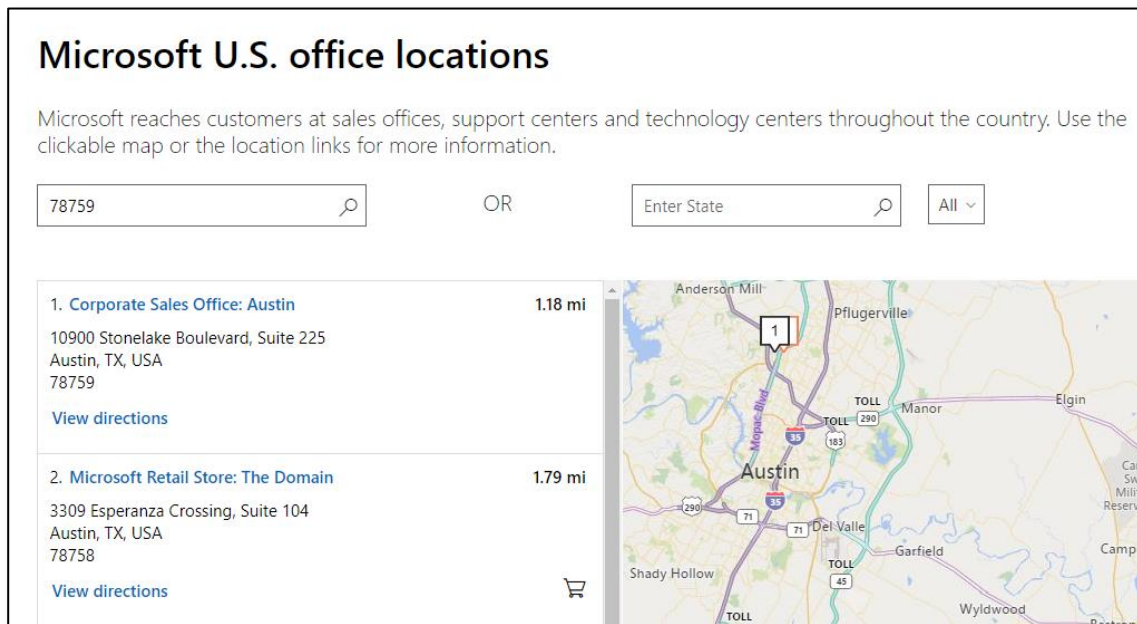 Microsoft U.S. office locations
Microsoft reaches customers at sales offices, support centers and technology centers throughout the country. Use the
clickable map or the location links for more information.
78759
OR
Enter State
All
1. Corporate Sales Office: Austin 1.18 mi
10900 Stonelake Boulevard, Suite 225
Austin, TX, USA
78759
View directions
2. Microsoft Retail Store: The Domain 1.79 mi
3309 Esperanza Crossing, Suite 104
Austin, TX, USA
78758
View directions
Anderson Mill
Pflugerville
1
Mopac Blvd
TOLL
290
Manor
Elgin
TOLL
35
183
Austin
290
35
71
71
Del Valle
Garfield
TOLL
45
Shady Hollow
Wyldwood
TOLL